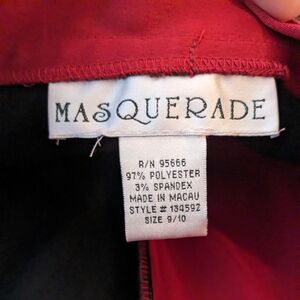 MASQUERADE
R/N 95666
97% POLYESTER
3% SPANDEX
MADE IN MACAU
STYLE # 134592
SIZE 9/10